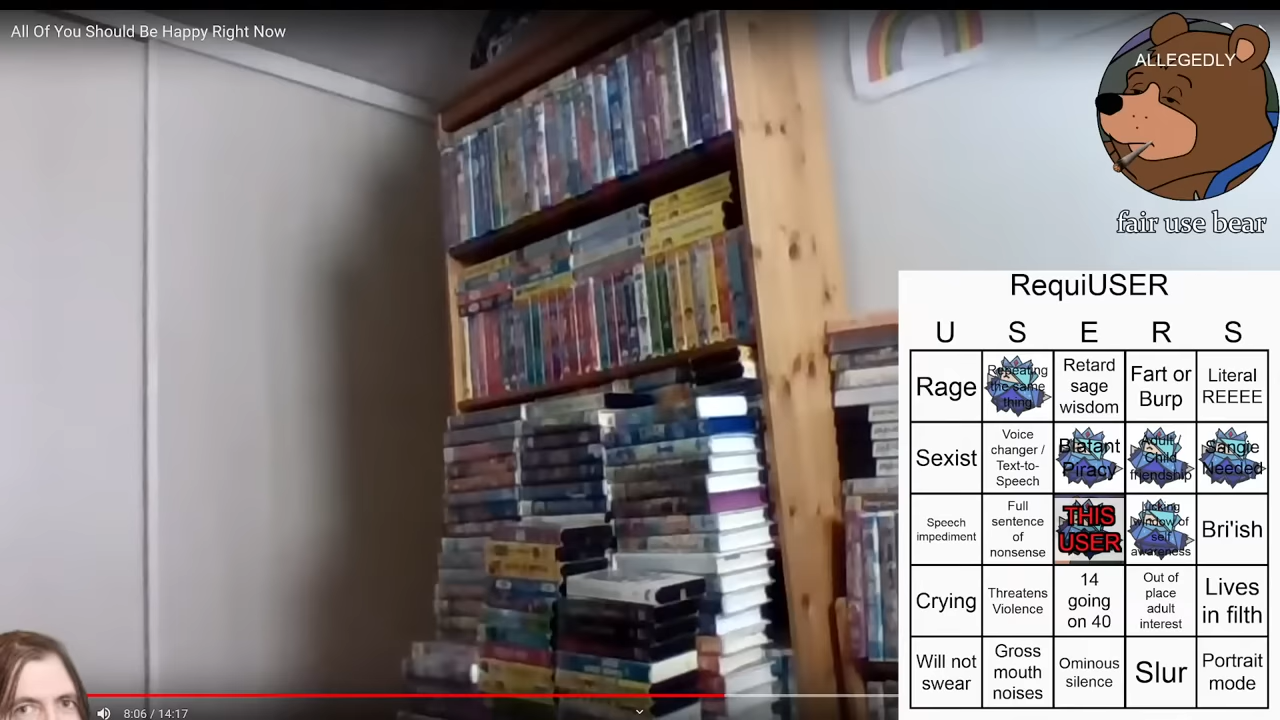 All Of You Should Be Happy Right Now
ALLEGEDLY
fair use bear
RequiUSER
U S E R S
Rage
Repeating
the same
thing
Retard
sage
wisdom
Fart or
Burp
Literal
REEEE
Sexist
Voice
changer /
Text-to-
Speech
Blatant
Piracy
Adult /
Child
friendship
Sangie
Needed
Speech
impediment
Full
sentence
of
nonsense
THIS
USER
window of
self
awareness
Bri'ish
Crying
Threatens
Violence
14
going
on 40
Out of
place
adult
interest
Lives
in filth
Will not
swear
Gross
mouth
noises
Ominous
silence
Slur
Portrait
mode
8:06 / 14:17